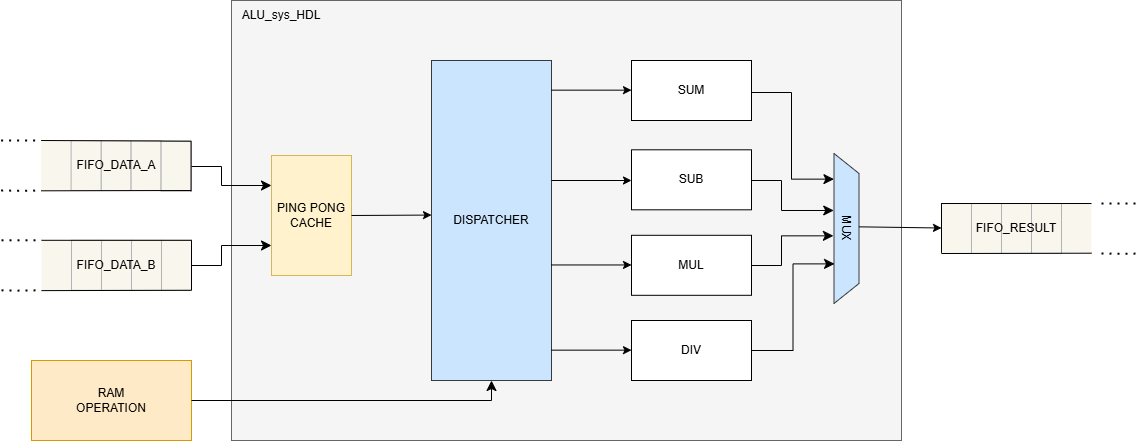 ALU_sys_HDL
FIFO_DATA_A
FIFO_DATA_B
RAM
OPERATION
PING PONG
CACHE
DISPATCHER
SUM
SUB
MUL
DIV
MUX
FIFO_RESULT